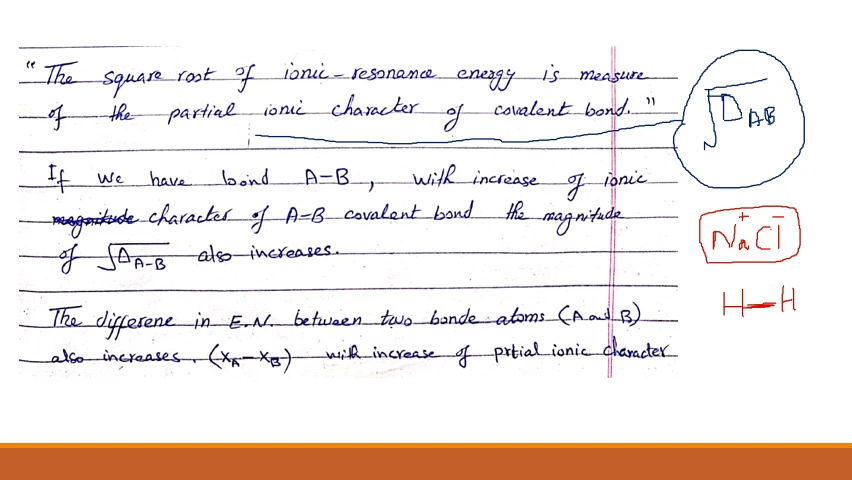 “ The square root of ionic-resonance energy is measure
of the partial ionic character of covalent bond. ”
√Δ AB
If we have bond A-B, with increase of ionic
magnitude character of A-B covalent bond the magnitude
of √Δ A-B also increases.
Na+ Cl-
H—H
The differene in E.N. between two bonde atoms (A and B)
also increases. (XA - XB) with increase of prtial ionic character